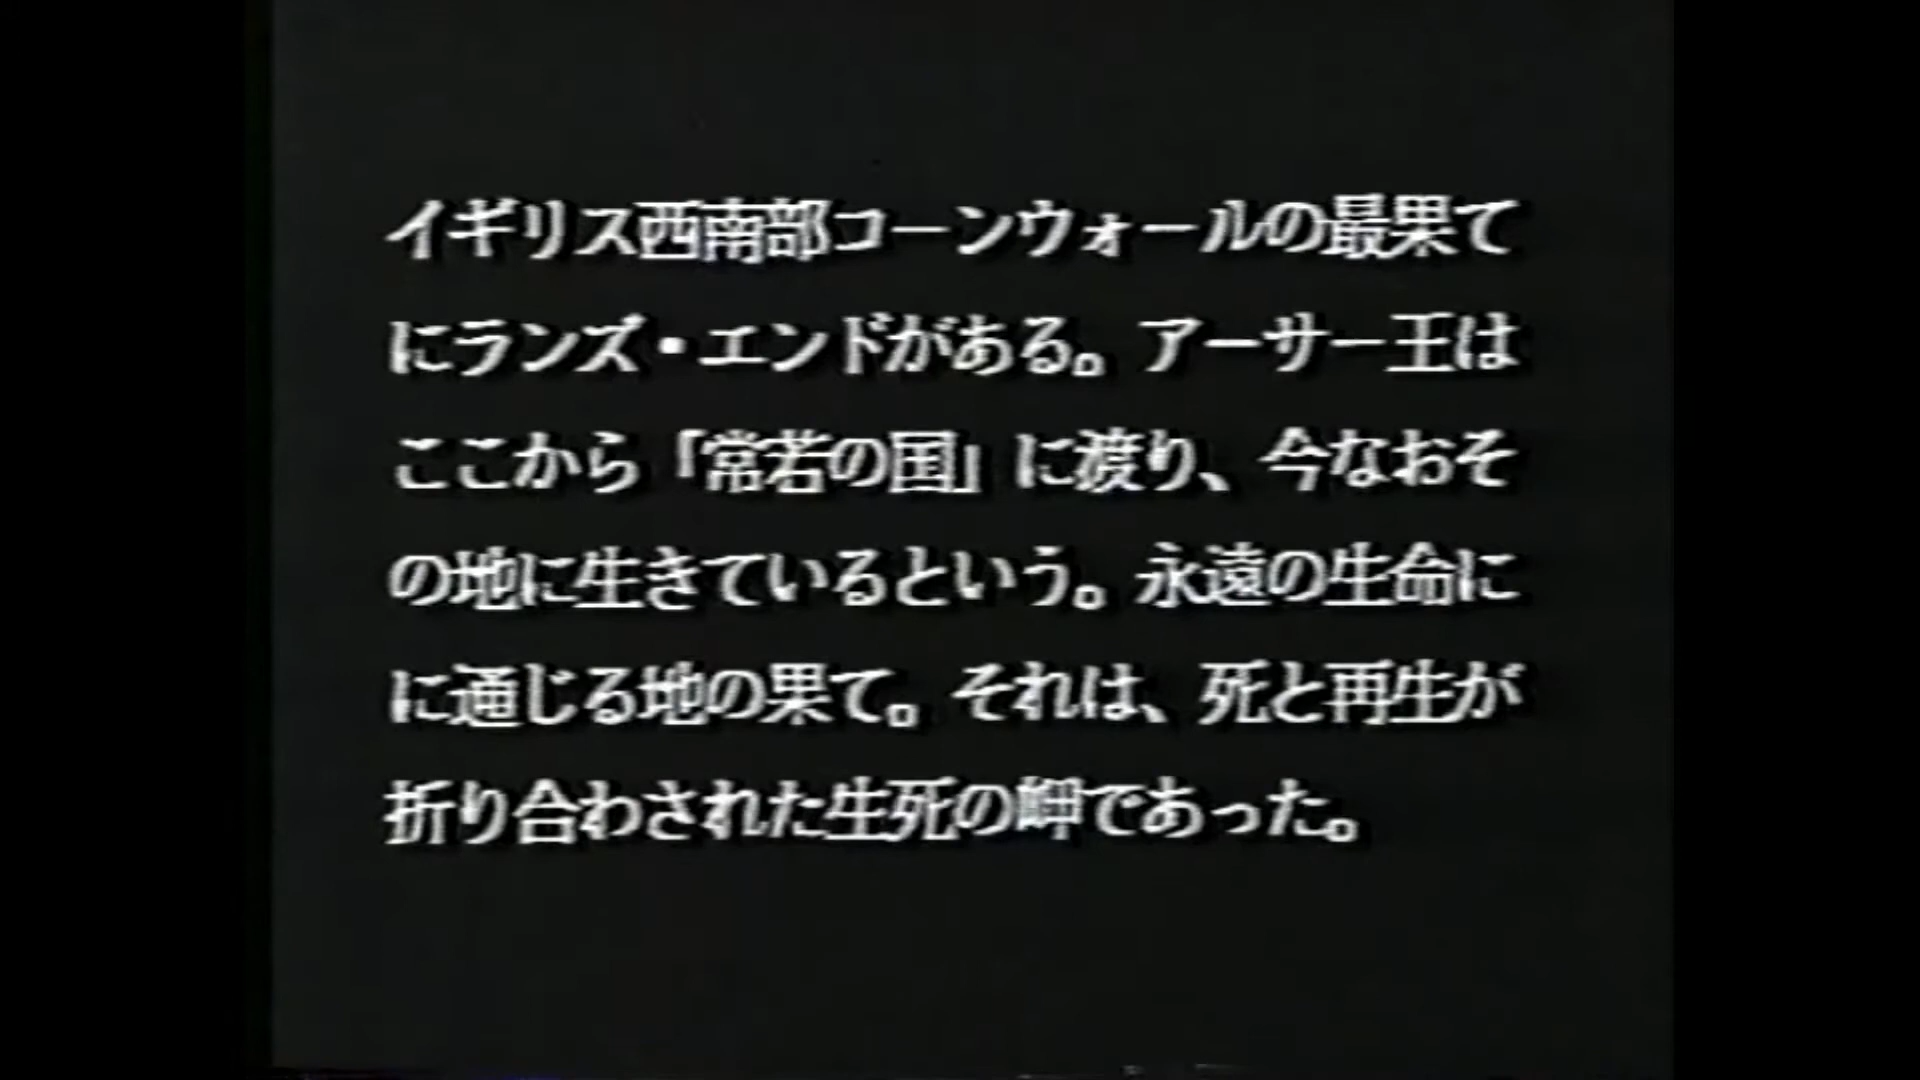 イギリス西南部コーンウォールの最果て
にランズ・エンドがある。アーサー王は
ここから「常若の国」に渡り、今なおそ
の地に生きているという。永遠の生命に
に通じる地の果て。それは、死と再生が
折り合わされた生死の岬であった。